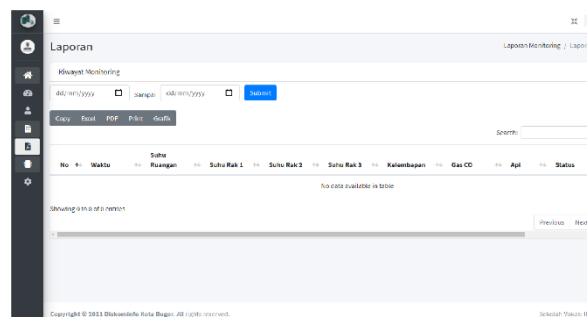 Laporan
Laporan Monitoring /
Riwayat Monitoring
dd/mm/yyyy Sampai dd/mm/yyyy Submit
Copy Excel PDF Print Grafik
Search:
No Waktu Suhu Ruangan Suhu Rak 1 Suhu Rak 2 Suhu Rak 3 Kelembapan Gas CO Api Status
No data available in table
Showing 0 to 0 of 0 entries
Previous Next
Copyright © 2021 Diskominfo Kota Bogor. All rights reserved.
Sekolah Vokasi